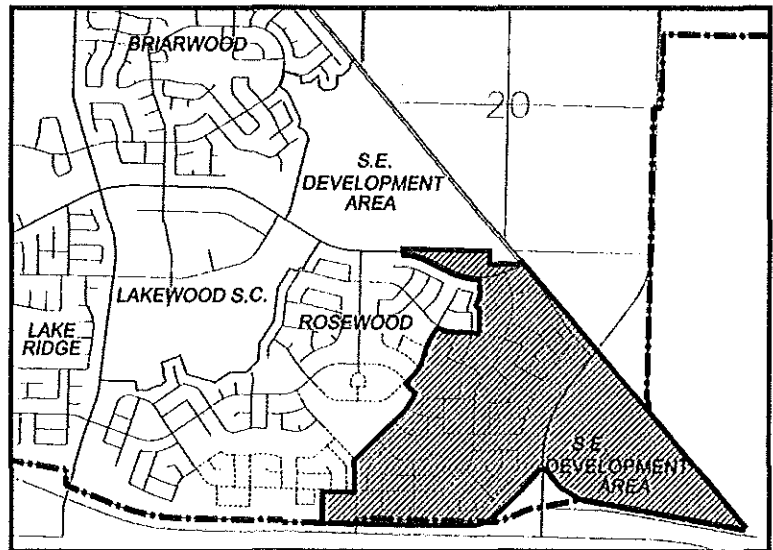 BRIARWOOD
20
S.E.
DEVELOPMENT
AREA
LAKEWOOD S.C.
LAKE
RIDGE
ROSEWOOD
S.E.
DEVELOPMENT
AREA